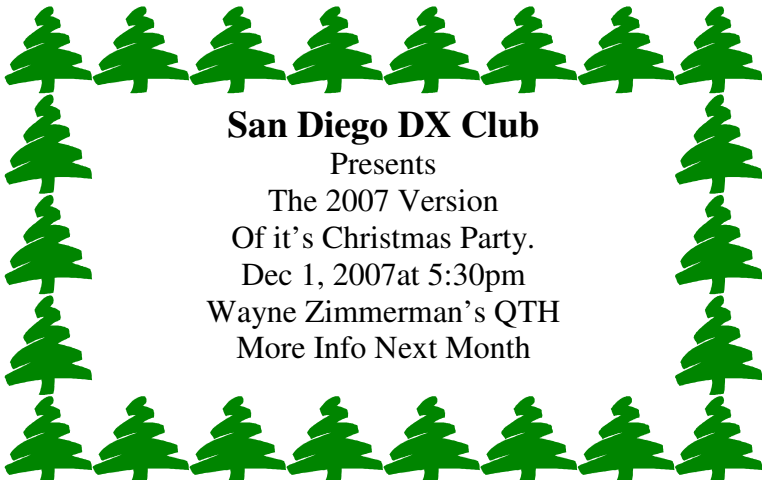 San Diego DX Club
Presents
The 2007 Version
Of it's Christmas Party.
Dec 1, 2007at 5:30pm
Wayne Zimmerman's QTH
More Info Next Month